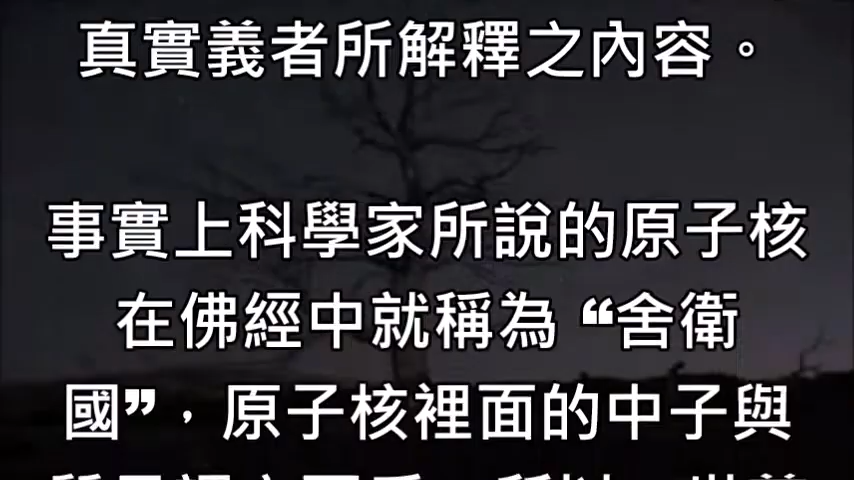 真實義者所解釋之內容。
事實上科學家所說的原子核
在佛經中就稱為“舍衛
國”，原子核裡面的中子與